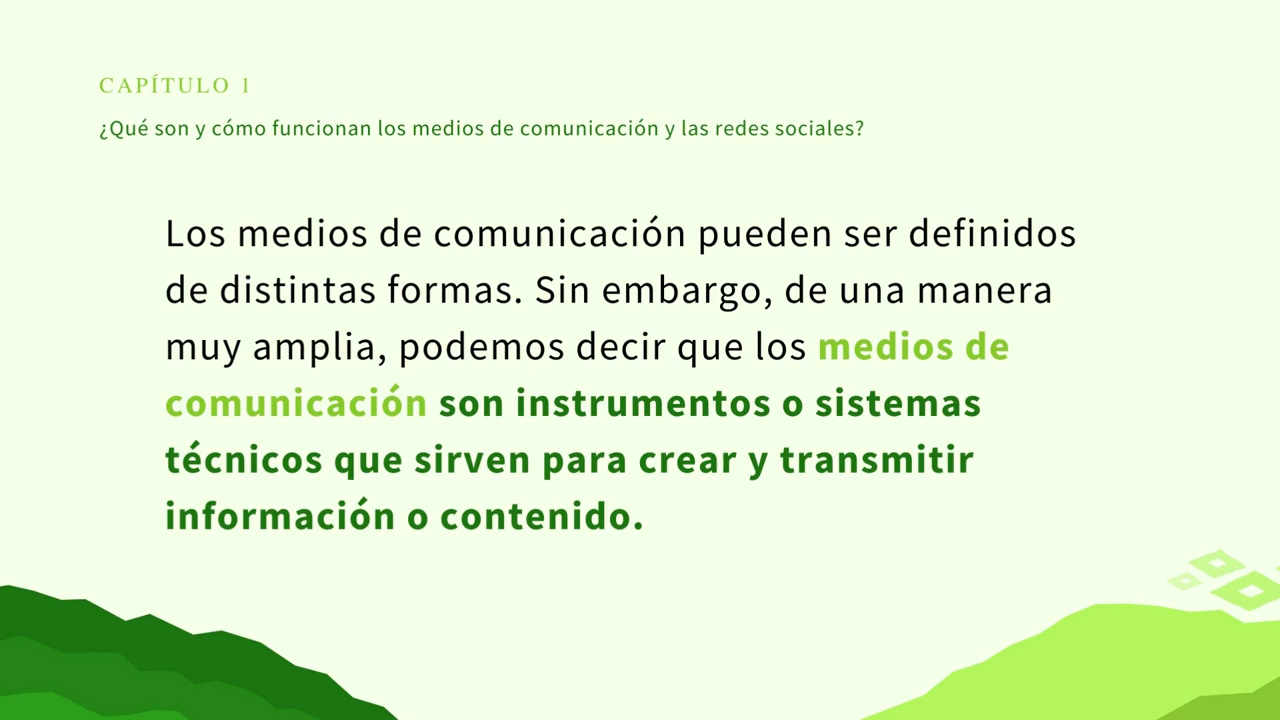 CAPÍTULO 1
¿Qué son y cómo funcionan los medios de comunicación y las redes sociales?
Los medios de comunicación pueden ser definidos
de distintas formas. Sin embargo, de una manera
muy amplia, podemos decir que los medios de
comunicación son instrumentos o sistemas
técnicos que sirven para crear y transmitir
información o contenido.